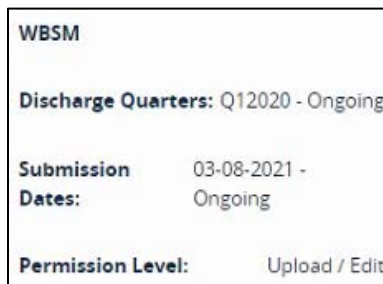 WBSM
Discharge Quarters: Q12020 - Ongoing
Submission Dates: 03-08-2021 - Ongoing
Permission Level: Upload / Edit